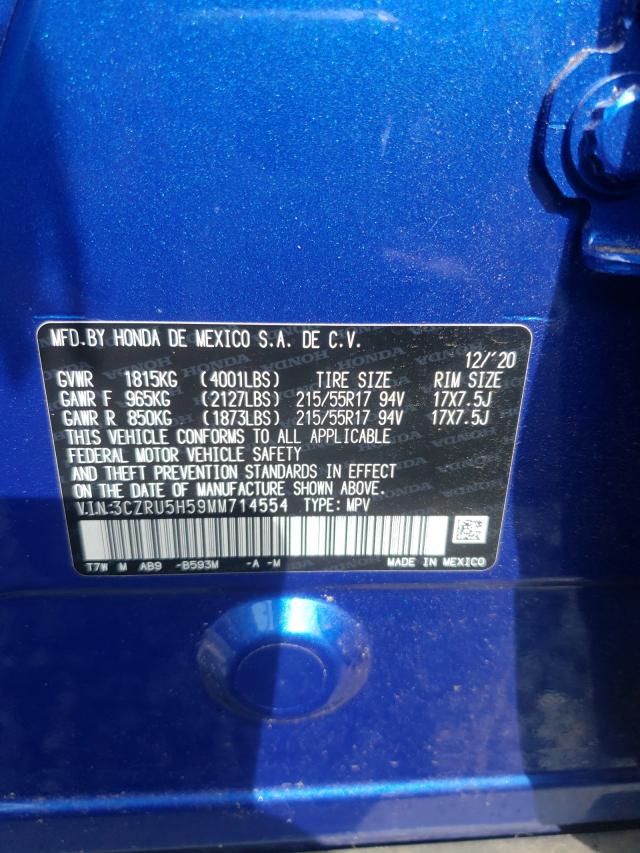 MFD.BY HONDA DE MEXICO S.A. DE C.V.
12/'20
GVWR 1815KG (4001LBS) TIRE SIZE RIM SIZE
GAWR F 965KG (2127LBS) 215/55R17 94V 17X7.5J
GAWR R 850KG (1873LBS) 215/55R17 94V 17X7.5J
THIS VEHICLE CONFORMS TO ALL APPLICABLE
FEDERAL MOTOR VEHICLE SAFETY
AND THEFT PREVENTION STANDARDS IN EFFECT
ON THE DATE OF MANUFACTURE SHOWN ABOVE.
V.I.N:3CZRU5H59MM714554 TYPE: MPV
T7W M AB9 -B593M -A -M MADE IN MEXICO